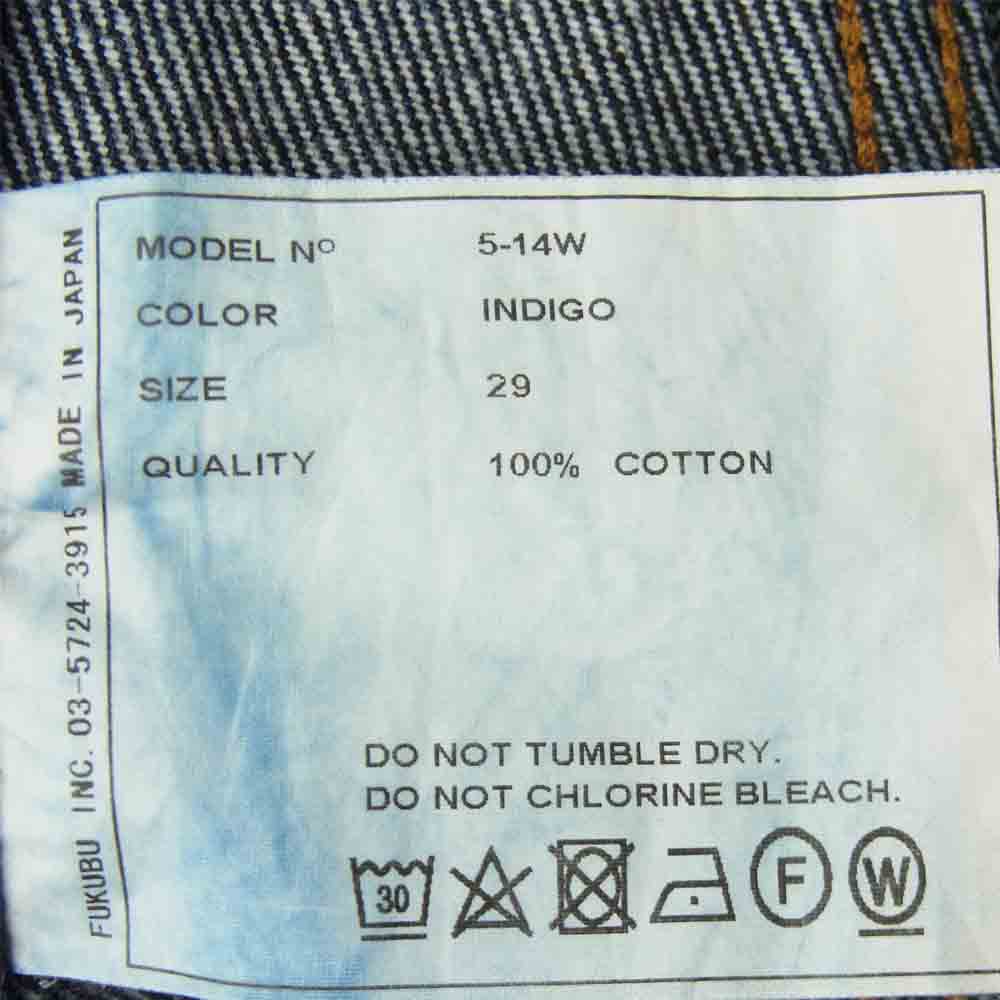 MODEL Nº 5-14W
COLOR INDIGO
SIZE 29
QUALITY 100% COTTON
DO NOT TUMBLE DRY.
DO NOT CHLORINE BLEACH.
30 F W
FUKUBU INC. 03-5724-3915 MADE IN JAPAN